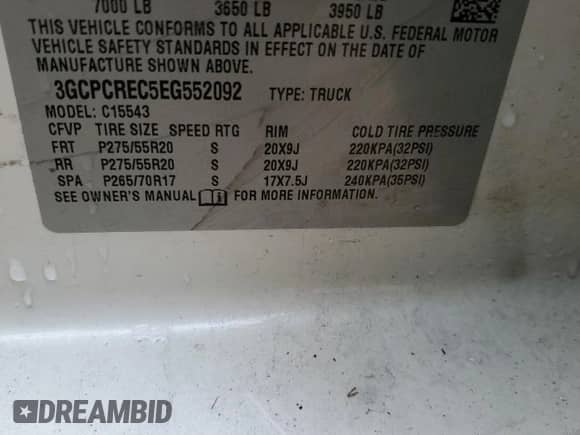 7000 LB 3650 LB 3950 LB
THIS VEHICLE CONFORMS TO ALL APPLICABLE U.S. FEDERAL MOTOR
VEHICLE SAFETY STANDARDS IN EFFECT ON THE DATE OF
MANUFACTURE SHOWN ABOVE.
3GCPCREC5EG552092 TYPE: TRUCK
MODEL: C15543
CFVP TIRE SIZE SPEED RTG RIM COLD TIRE PRESSURE
FRT P275/55R20 S 20X9J 220KPA(32PSI)
RR P275/55R20 S 20X9J 220KPA(32PSI)
SPA P265/70R17 S 17X7.5J 240KPA(35PSI)
SEE OWNER'S MANUAL FOR MORE INFORMATION.
DREAMBID